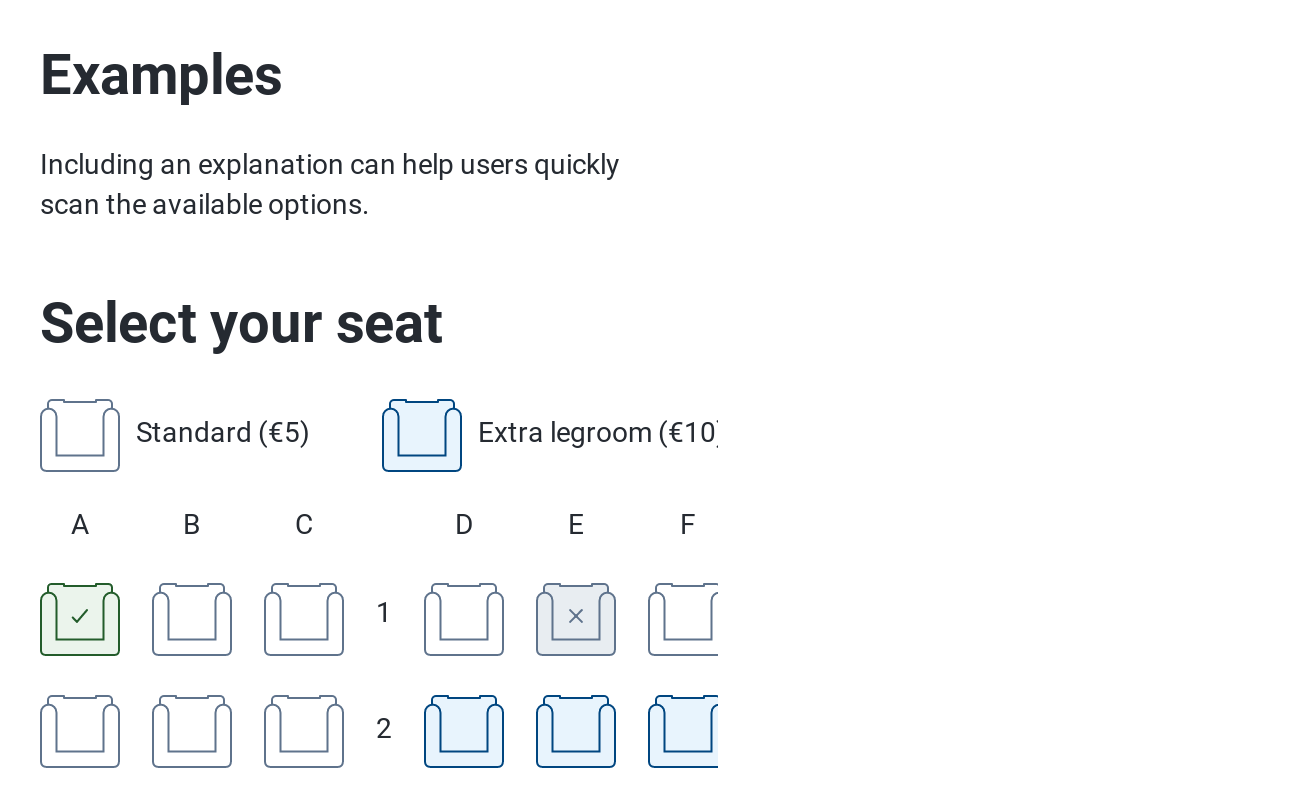 Examples
Including an explanation can help users quickly
scan the available options.
Select your seat
Standard (€5) Extra legroom (€10)
A B C D E F
1
2